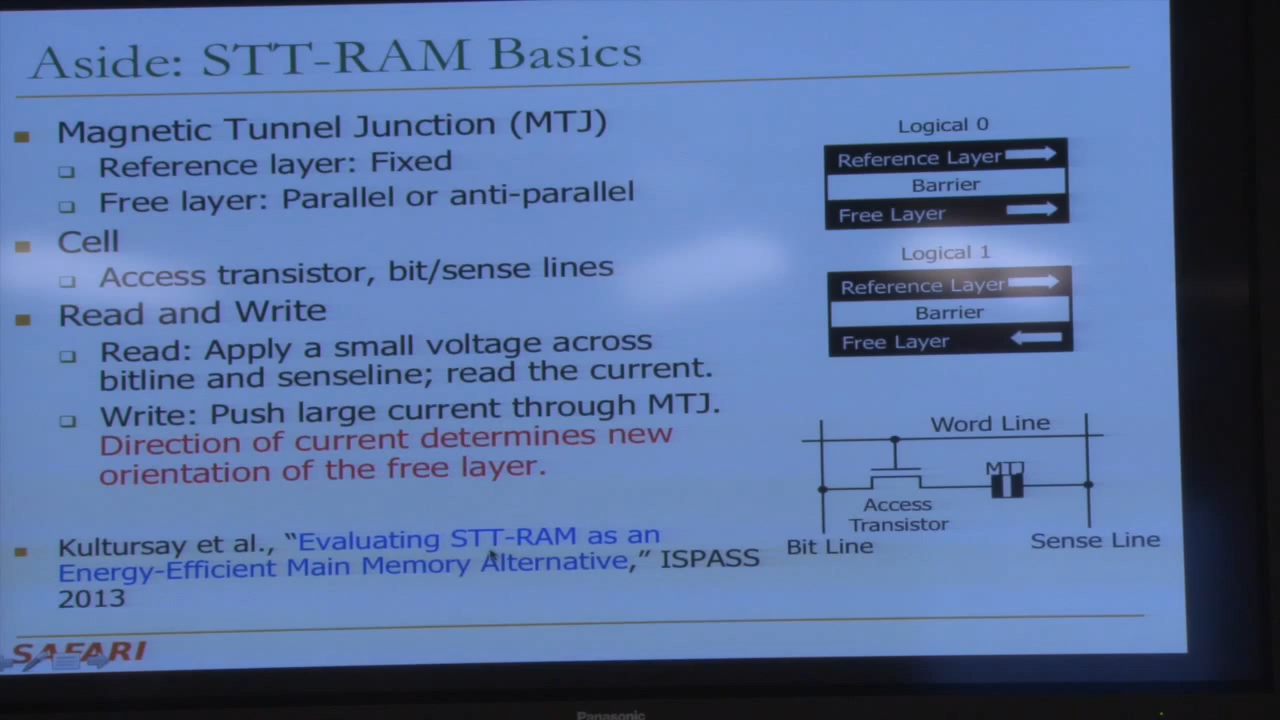 Aside: STT-RAM Basics
Magnetic Tunnel Junction (MTJ)
Reference layer: Fixed
Free layer: Parallel or anti-parallel
Cell
Access transistor, bit/sense lines
Read and Write
Read: Apply a small voltage across
bitline and senseline; read the current.
Write: Push large current through MTJ.
Direction of current determines new
orientation of the free layer.
Kultursay et al., “Evaluating STT-RAM as an
Energy-Efficient Main Memory Alternative,” ISPASS
2013
Logical 0
Reference Layer
Barrier
Free Layer
Logical 1
Reference Layer
Barrier
Free Layer
Word Line
MTJ
Access
Transistor
Bit Line
Sense Line
SAFARI
Panasonic